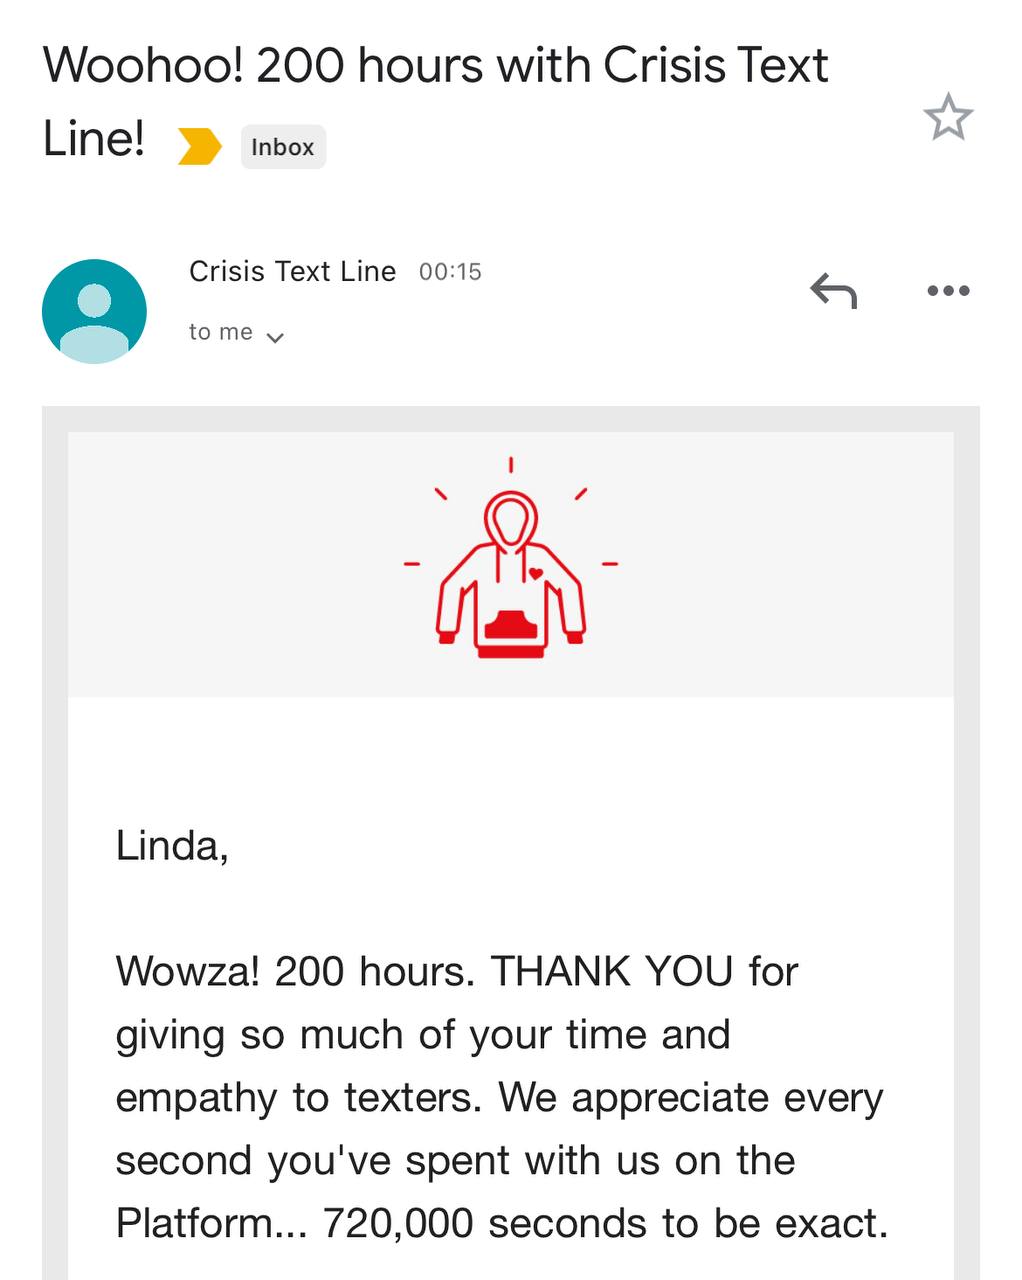 Woohoo! 200 hours with Crisis Text
Line!
Inbox
Crisis Text Line 00:15
to me
Linda,
Wowza! 200 hours. THANK YOU for
giving so much of your time and
empathy to texters. We appreciate every
second you've spent with us on the
Platform... 720,000 seconds to be exact.